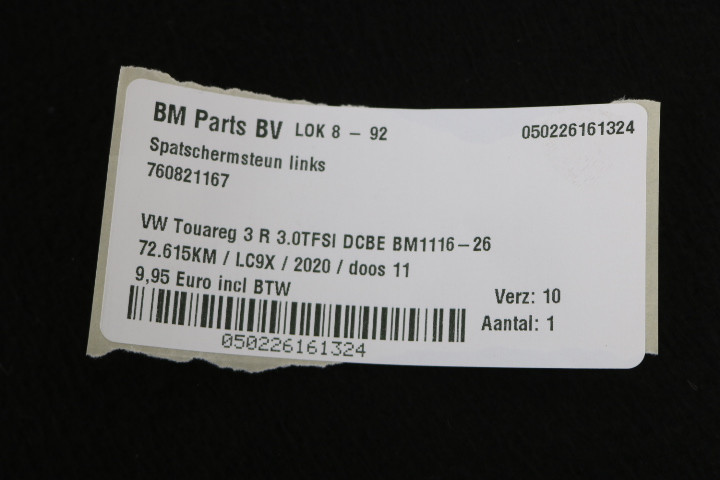 BM Parts BV LOK 8 - 92 050226161324
Spatschermsteun links
760821167
VW Touareg 3 R 3.0TFSI DCBE BM1116-26
72.615KM / LC9X / 2020 / doos 11
9,95 Euro incl BTW
Verz: 10
Aantal: 1
050226161324